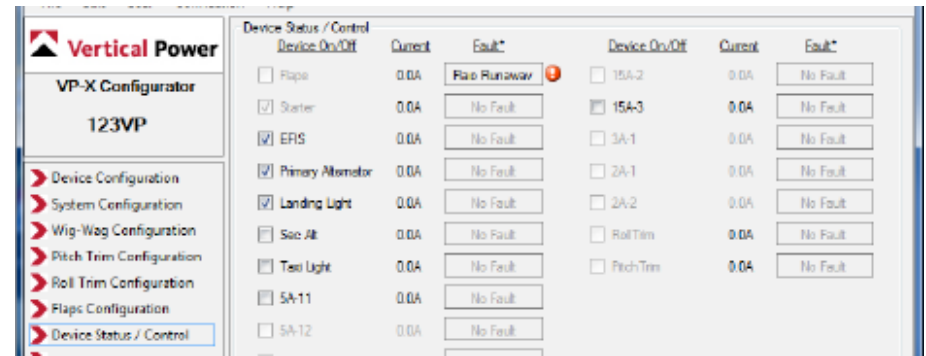 Device Status / Control
Vertical Power
VP-X Configurator
123VP
Device Configuration
System Configuration
Wig-Wag Configuration
Pitch Trim Configuration
Roll Trim Configuration
Flaps Configuration
Device Status / Control
Device On/Off Current Fault* Device On/Off Current Fault*
Flaps 0.0A Flap Runaway 15A-2 0.0A No Fault
Starter 0.0A No Fault 15A-3 0.0A No Fault
EFIS 0.0A No Fault 3A-1 0.0A No Fault
Primary Alternator 0.0A No Fault 2A-1 0.0A No Fault
Landing Light 0.0A No Fault 2A-2 0.0A No Fault
Sec Alt 0.0A No Fault Roll Trim 0.0A No Fault
Taxi Light 0.0A No Fault Pitch Trim 0.0A No Fault
5A-11 0.0A No Fault
5A-12 0.0A No Fault